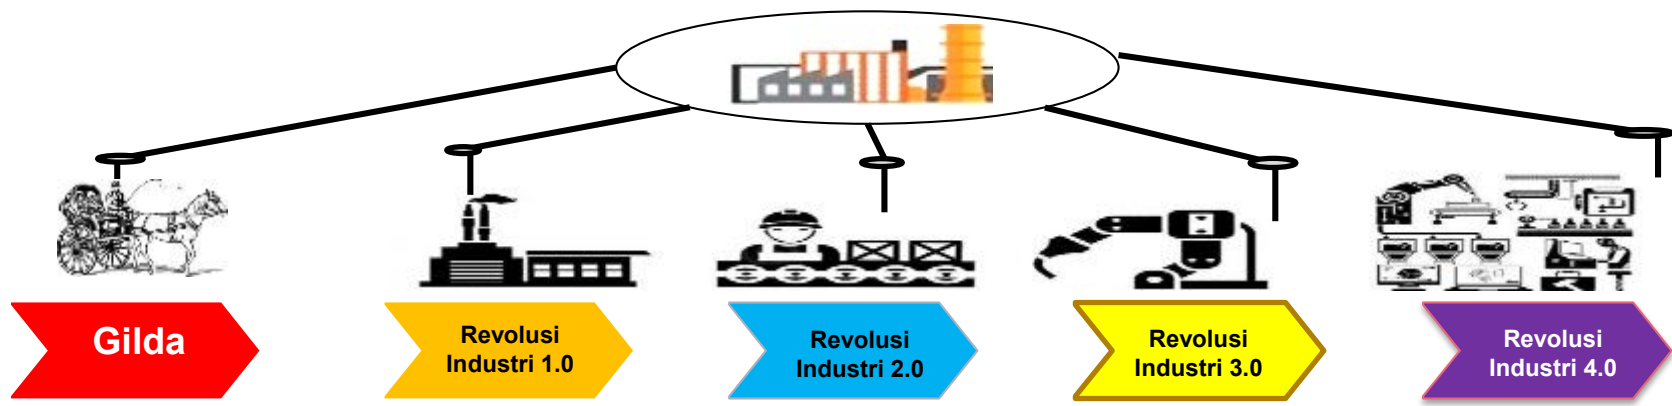 Gilda
Revolusi
Industri 1.0
Revolusi
Industri 2.0
Revolusi
Industri 3.0
Revolusi
Industri 4.0